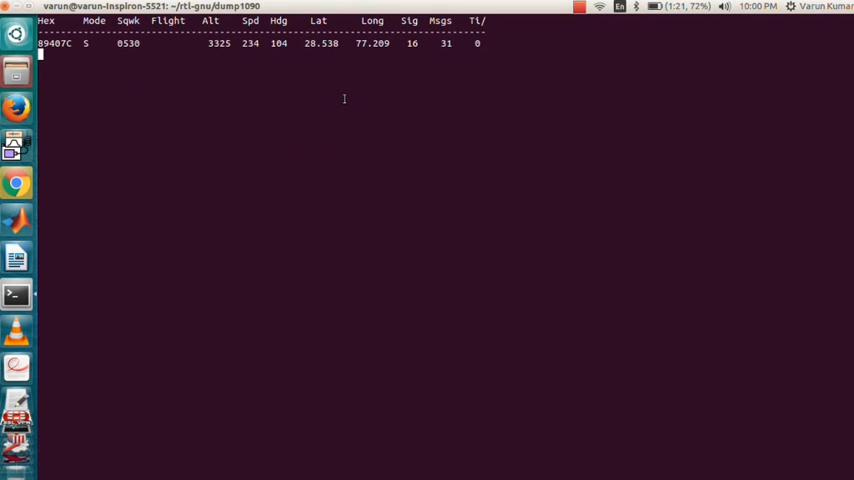 varun@varun-Inspiron-5521: ~/rtl-gnu/dump1090 En (1:21, 72%) 10:00 PM Varun Kumar
Hex Mode Sqwk Flight Alt Spd Hdg Lat Long Sig Msgs Ti/
--------------------------------------------------------------------------------
89407C S 0530 3325 234 104 28.538 77.209 16 31 0